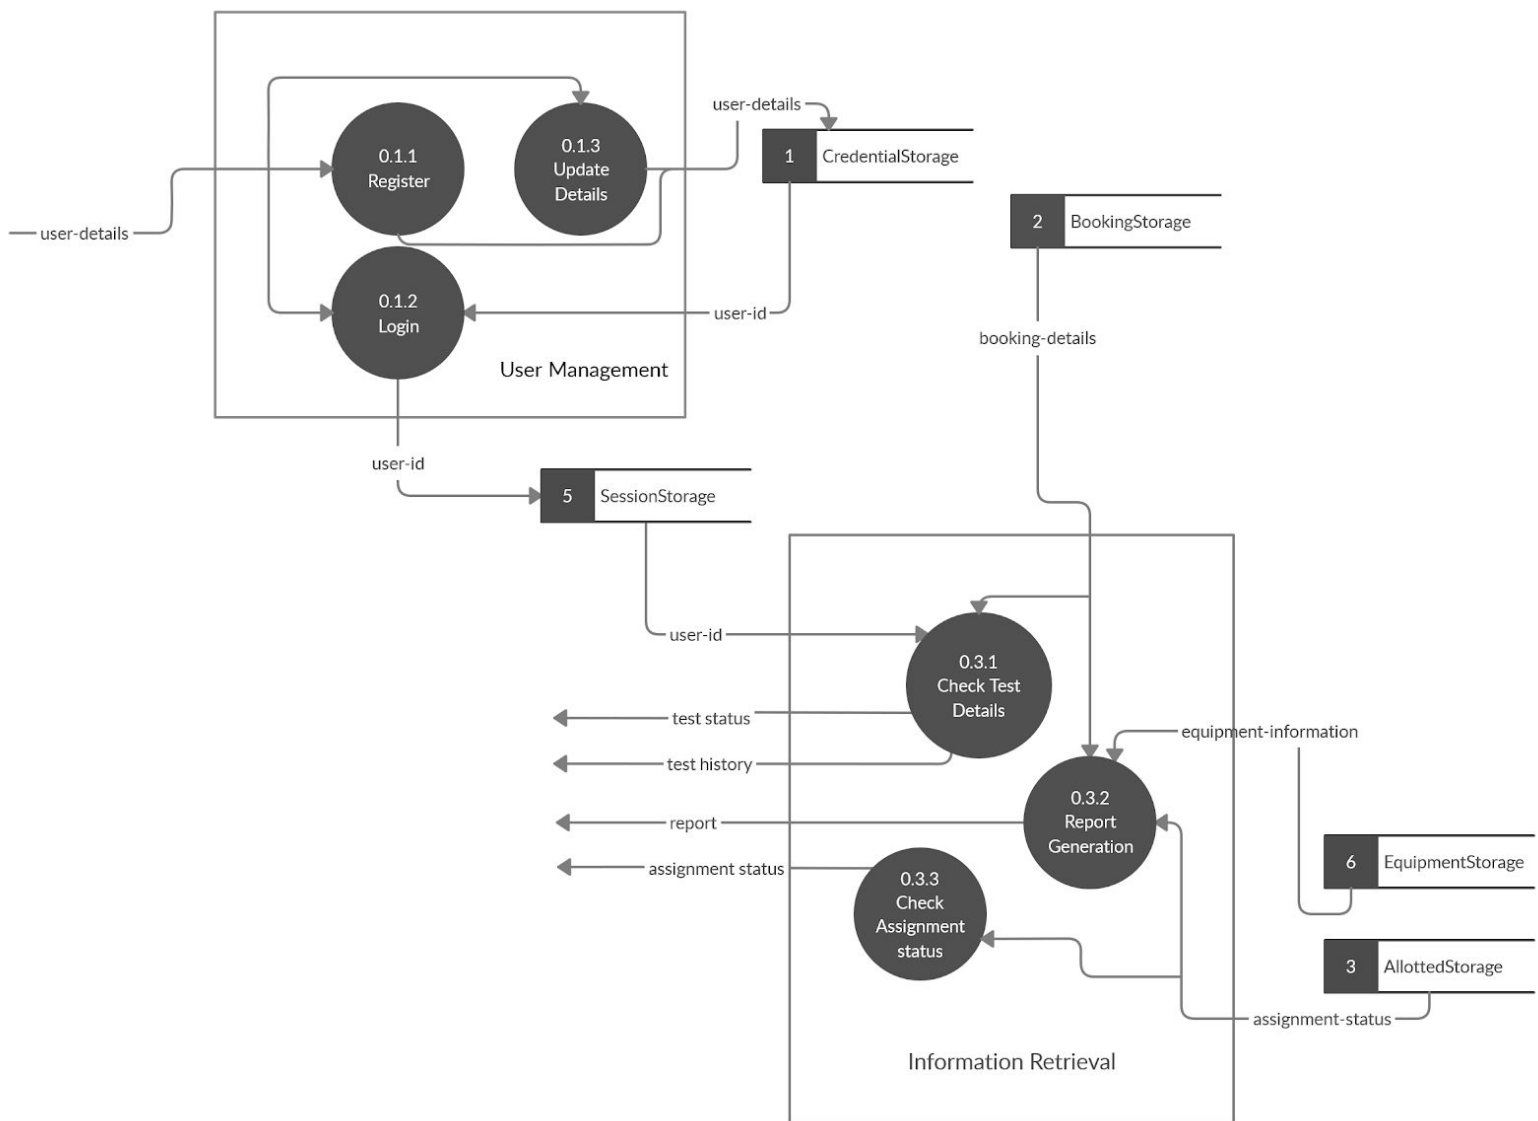 user-details
0.1.1
Register
0.1.3
Update
Details
user-details
1
CredentialStorage
2
BookingStorage
0.1.2
Login
user-id
booking-details
User Management
user-id
5
SessionStorage
user-id
0.3.1
Check Test
Details
test status
test history
equipment-information
0.3.2
Report
Generation
report
assignment status
0.3.3
Check
Assignment
status
6
EquipmentStorage
3
AllottedStorage
assignment-status
Information Retrieval